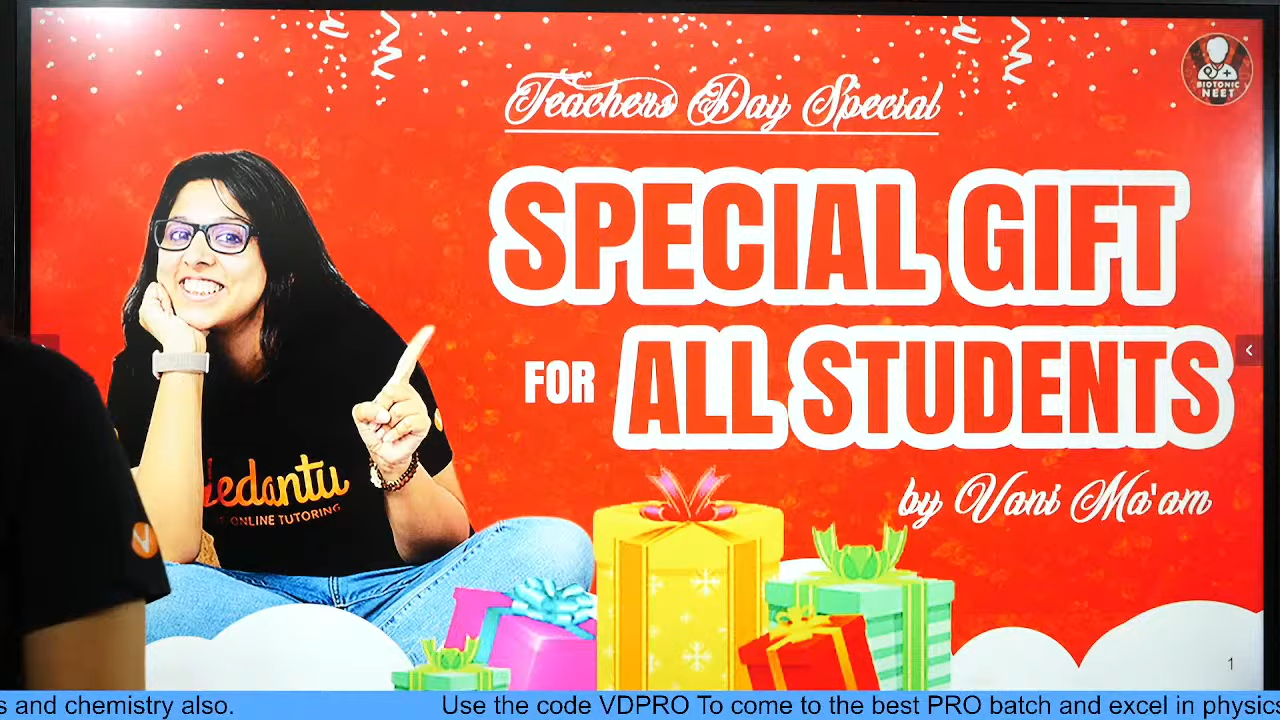 Teachers Day Special
BIOTONIC
NEET
SPECIAL GIFT
FOR ALL STUDENTS
by Vani Ma'am
edantu
ONLINE TUTORING
V
1
s and chemistry also. Use the code VDPRO To come to the best PRO batch and excel in physics